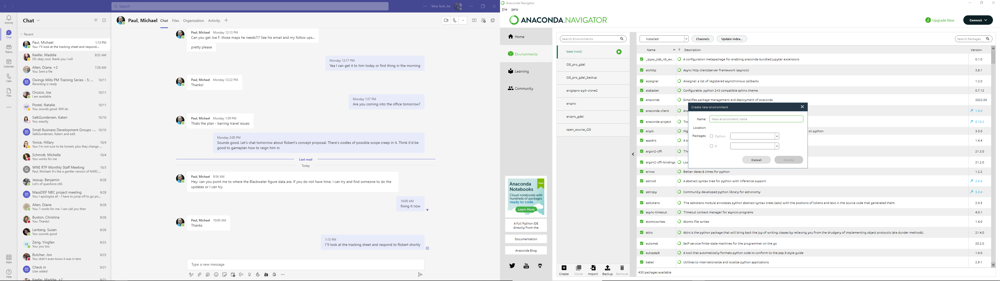 Search
Tetra Tech, Inc
Activity
Chat
Teams
Calendar
Calls
Files
Apps
Help
Chat
Recent
Paul, Michael 1:13 PM
You: I"ll look at the tracking sheet and respond...
Keefer, Maddie 8:52 AM
Oh okay cool, thank you I will
Allen, Diane, +2 7:28 AM
You: Sent a file
Owings Mills PM Training Series - 5: ... 10/11
Recording is ready
Orozco, Joe 10/11
I am available
NP
Postel, Natalie 10/11
You: sounds good. Will do
SalkGundersen, Kateri 10/10
You: exactly
Small Business Development Groups -... 10/10
SalkGundersen, Kateri: and edit
Yonce, Hillary 10/4
You: I'm not sure to be honest, plus they change ...
Schmidt, Michelle 10/4
You: works for me
WNE RTP Monthly Staff Meeting 10/3
Paul, Michael: It's like a gentler version of NARC...
Jessup, Benjamin 9/28
Lot's of questions still.
MassDEP NBC project meeting 9/28
You: I apologize all - I have to jump off to go pic...
Allen, Diane 9/28
You: 1 works for me. I can call you then
Buxton, Christina 9/26
You: Thanks!
Lanberg, Susan 9/26
You: sounds good
YZ
Zeng, Yingfan 9/23
You: you too
Butcher, Jon 9/23
You: didn't even know it was in tere
Check in 9/21
User added
Keefer, Maddie, +2 9/21
Paul, Michael Chat Files Organization Activity
Paul, Michael Monday 12:13 PM
Can you get Joe F. those maps he needs?!? See his email and my follow ups...
pretty please
Monday 12:17 PM
Yea I can get it to him today or first thing in the morning
Paul, Michael Monday 12:22 PM
Thanks!
Monday 1:57 PM
Are you coming into the office tomorrow?
Paul, Michael Monday 1:59 PM
Thats the plan - barring travel issues
Monday 2:00 PM
Sounds good. Let's chat tomorrow about Robert's concept proposal. There's oodles of possible scope creep in it. Think it'd be
good to gameplan how to reign him in
Last read
Today
Paul, Michael 9:56 AM
Hey, can you point me to where the Blackwater figure data are. If you do not have time, I can try and find someone to do the
updates or I can try.
10:00 AM
fixing it now
Paul, Michael 10:00 AM
Thanks
1:13 PM
I"ll look at the tracking sheet and respond to Robert shortly
Type a new message
Anaconda Navigator
File Help
ANACONDA.NAVIGATOR
Upgrade Now
Connect
Home
Environments
Learning
Community
Anaconda
Notebooks
New!
Cloud notebooks with
hundreds of packages
ready to code.
Learn More
A full Python IDE
directly from the
Documentation
Anaconda Blog
You Tube
Search Environments
base (root)
GIS_pro_gdal
GIS_pro_gdal_backup
arcgispro-py3-clone2
arcpro
arcpro_gdal
open_source_GIS
Create Clone Import Backup Remove
Installed Channels Update index... Search Packages
Name T Description Version
_ipyw_jlab_nb_ex... A configuration metapackage for enabling anaconda-bundled jupyter extensions 0.1.0
aiohttp Async http client/server framework (asyncio) 3.8.1
aiosignal Aiosignal: a list of registered asynchronous callbacks 1.2.0
alabaster Configurable, python 2+3 compatible sphinx theme. 0.7.12
anaconda Simplifies package management and deployment of anaconda 2022.05
anaconda-client Ana 1.9.0
anaconda-project Too 0.10.2
anyio Hig on python 3.5.0
appdirs A s 1.4.4
argon2-cffi The 21.3.0
argon2-cffi-bindings Low 21.2.0
arrow Better dates & times for python 1.2.2
astroid A abstract syntax tree for python with inference support. 2.6.6
astropy Community-developed python library for astronomy 5.0.4
asttokens The asttokens module annotates python abstract syntax trees (asts) with the positions of tokens and text in the source code that generated them. 2.0.5
async-timeout Timeout context manager for asyncio programs 4.0.1
atomicwrites Atomic file writes 1.4.0
attrs Attrs is the python package that will bring back the joy of writing classes by relieving you from the drudgery of implementing object protocols (aka dunder methods). 21.4.0
automat Self-service finite-state machines for the programmer on the go 20.2.0
autopep8 A tool that automatically formats python code to conform to the pep 8 style guide 1.6.0
babel Utilities to internationalize and localize python applications 2.9.1
430 packages available
Create new environment
Name: New environment name
Location:
Packages: Python
R
Cancel Create